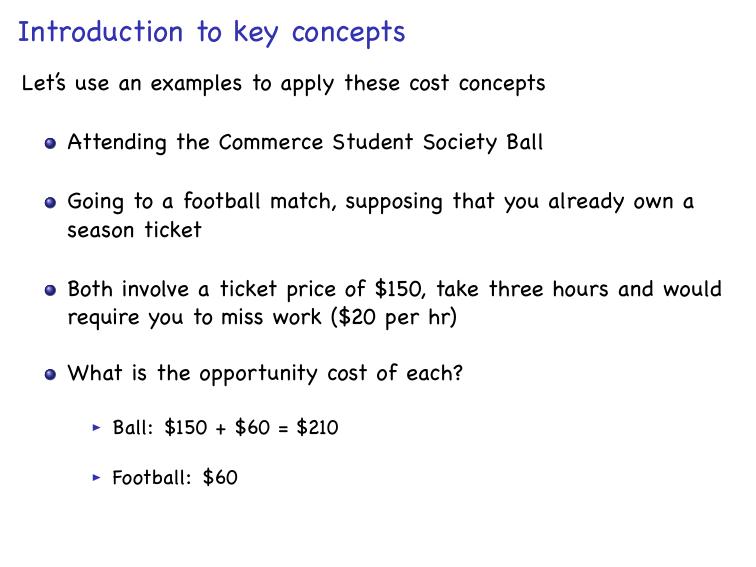 Introduction to key concepts
Let's use an examples to apply these cost concepts
Attending the Commerce Student Society Ball
Going to a football match, supposing that you already own a
season ticket
Both involve a ticket price of $150, take three hours and would
require you to miss work ($20 per hr)
What is the opportunity cost of each?
Ball: $150 + $60 = $210
Football: $60